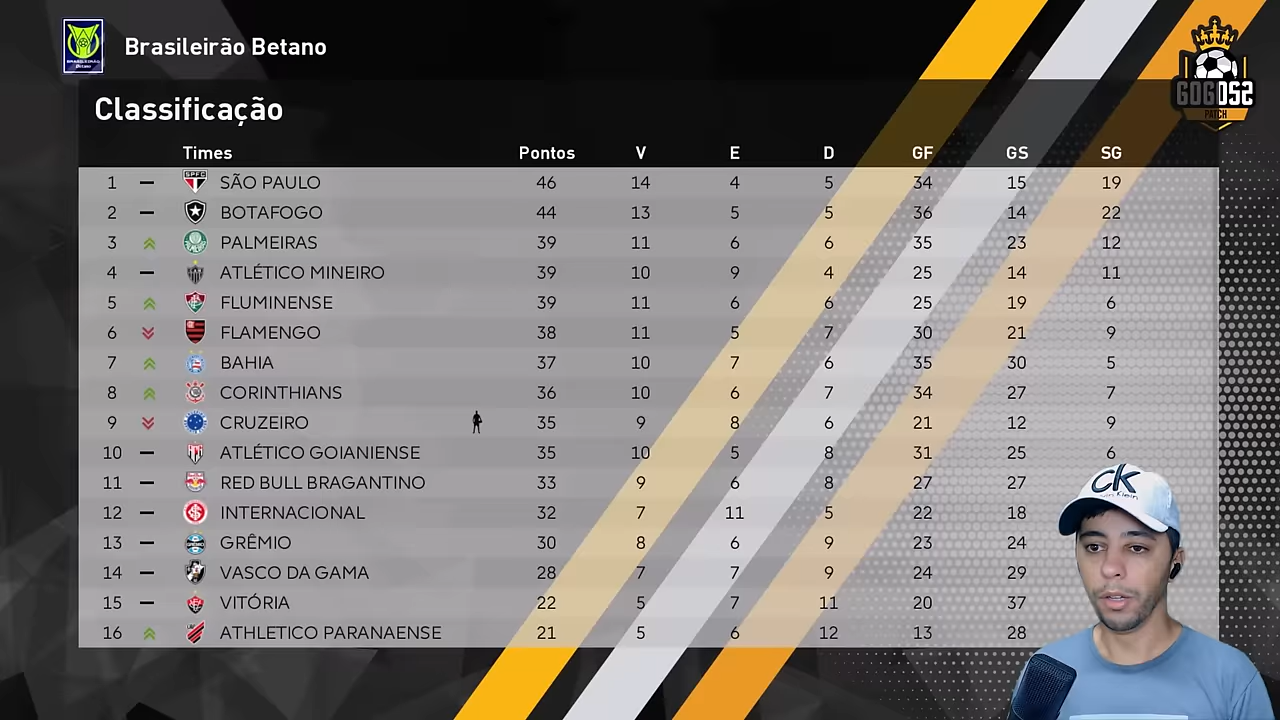 Brasileirão Betano
GOGOS2
PATCH
Classificação
Times Pontos V E D GF GS SG
1 SÃO PAULO 46 14 4 5 34 15 19
2 BOTAFOGO 44 13 5 5 36 14 22
3 PALMEIRAS 39 11 6 6 35 23 12
4 ATLÉTICO MINEIRO 39 10 9 4 25 14 11
5 FLUMINENSE 39 11 6 6 25 19 6
6 FLAMENGO 38 11 5 7 30 21 9
7 BAHIA 37 10 7 6 35 30 5
8 CORINTHIANS 36 10 6 7 34 27 7
9 CRUZEIRO 35 9 8 6 21 12 9
10 ATLÉTICO GOIANIENSE 35 10 5 8 31 25 6
11 RED BULL BRAGANTINO 33 9 6 8 27 27
12 INTERNACIONAL 32 7 11 5 22 18
13 GRÊMIO 30 8 6 9 23 24
14 VASCO DA GAMA 28 7 7 9 24 29
15 VITÓRIA 22 5 7 11 20 37
16 ATHLETICO PARANAENSE 21 5 6 12 13 28
CK